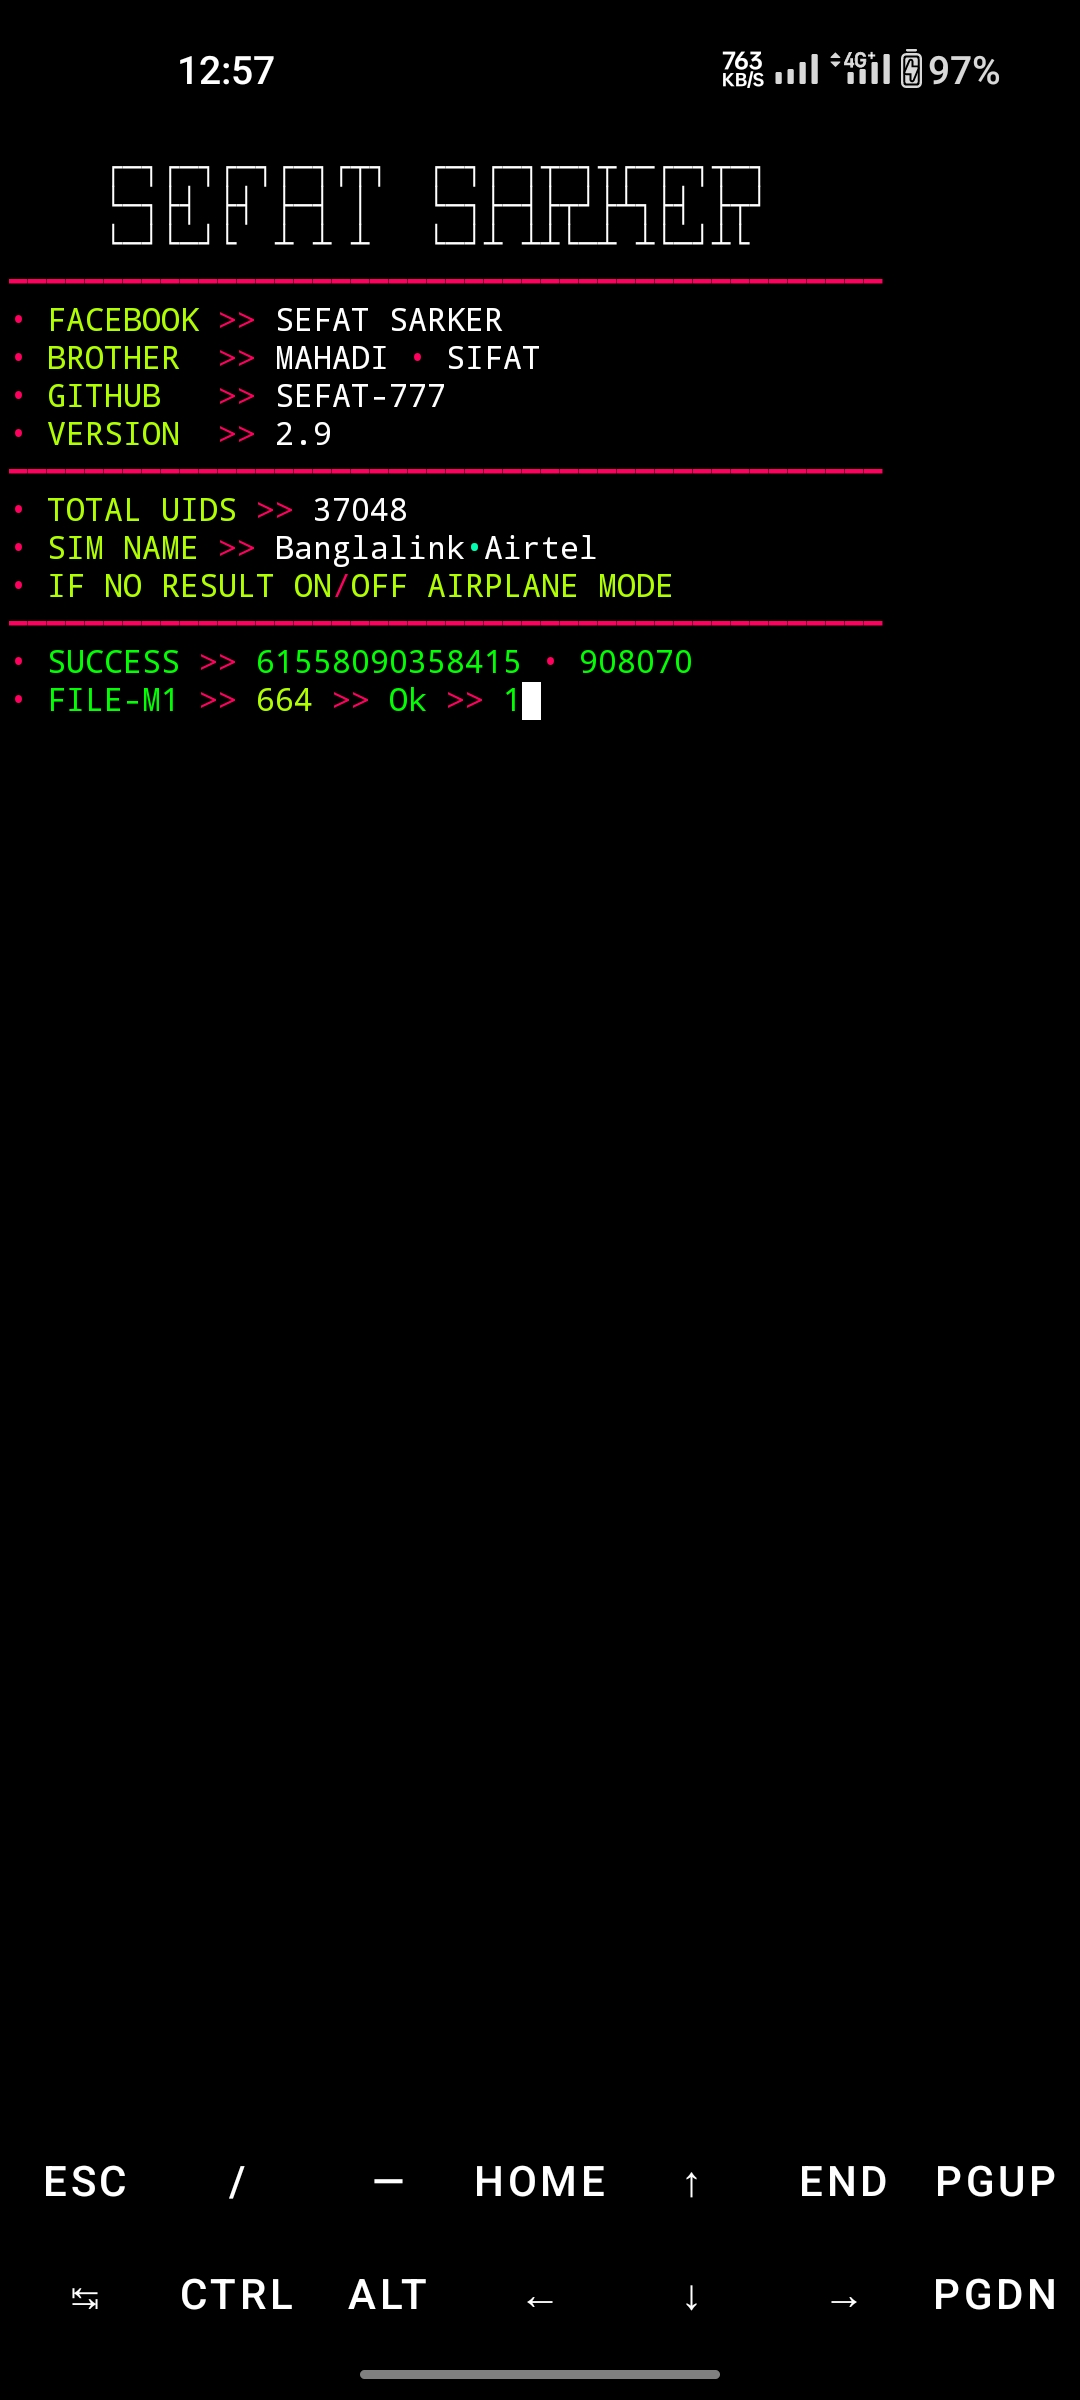 12:57 763 KB/S 4G+ 97%
SEFAT SARKER
• FACEBOOK >> SEFAT SARKER
• BROTHER >> MAHADI • SIFAT
• GITHUB >> SEFAT-777
• VERSION >> 2.9
• TOTAL UIDS >> 37048
• SIM NAME >> Banglalink•Airtel
• IF NO RESULT ON/OFF AIRPLANE MODE
• SUCCESS >> 61558090358415 • 908070
• FILE-M1 >> 664 >> Ok >> 1
ESC / — HOME ↑ END PGUP
↹ CTRL ALT ← ↓ → PGDN